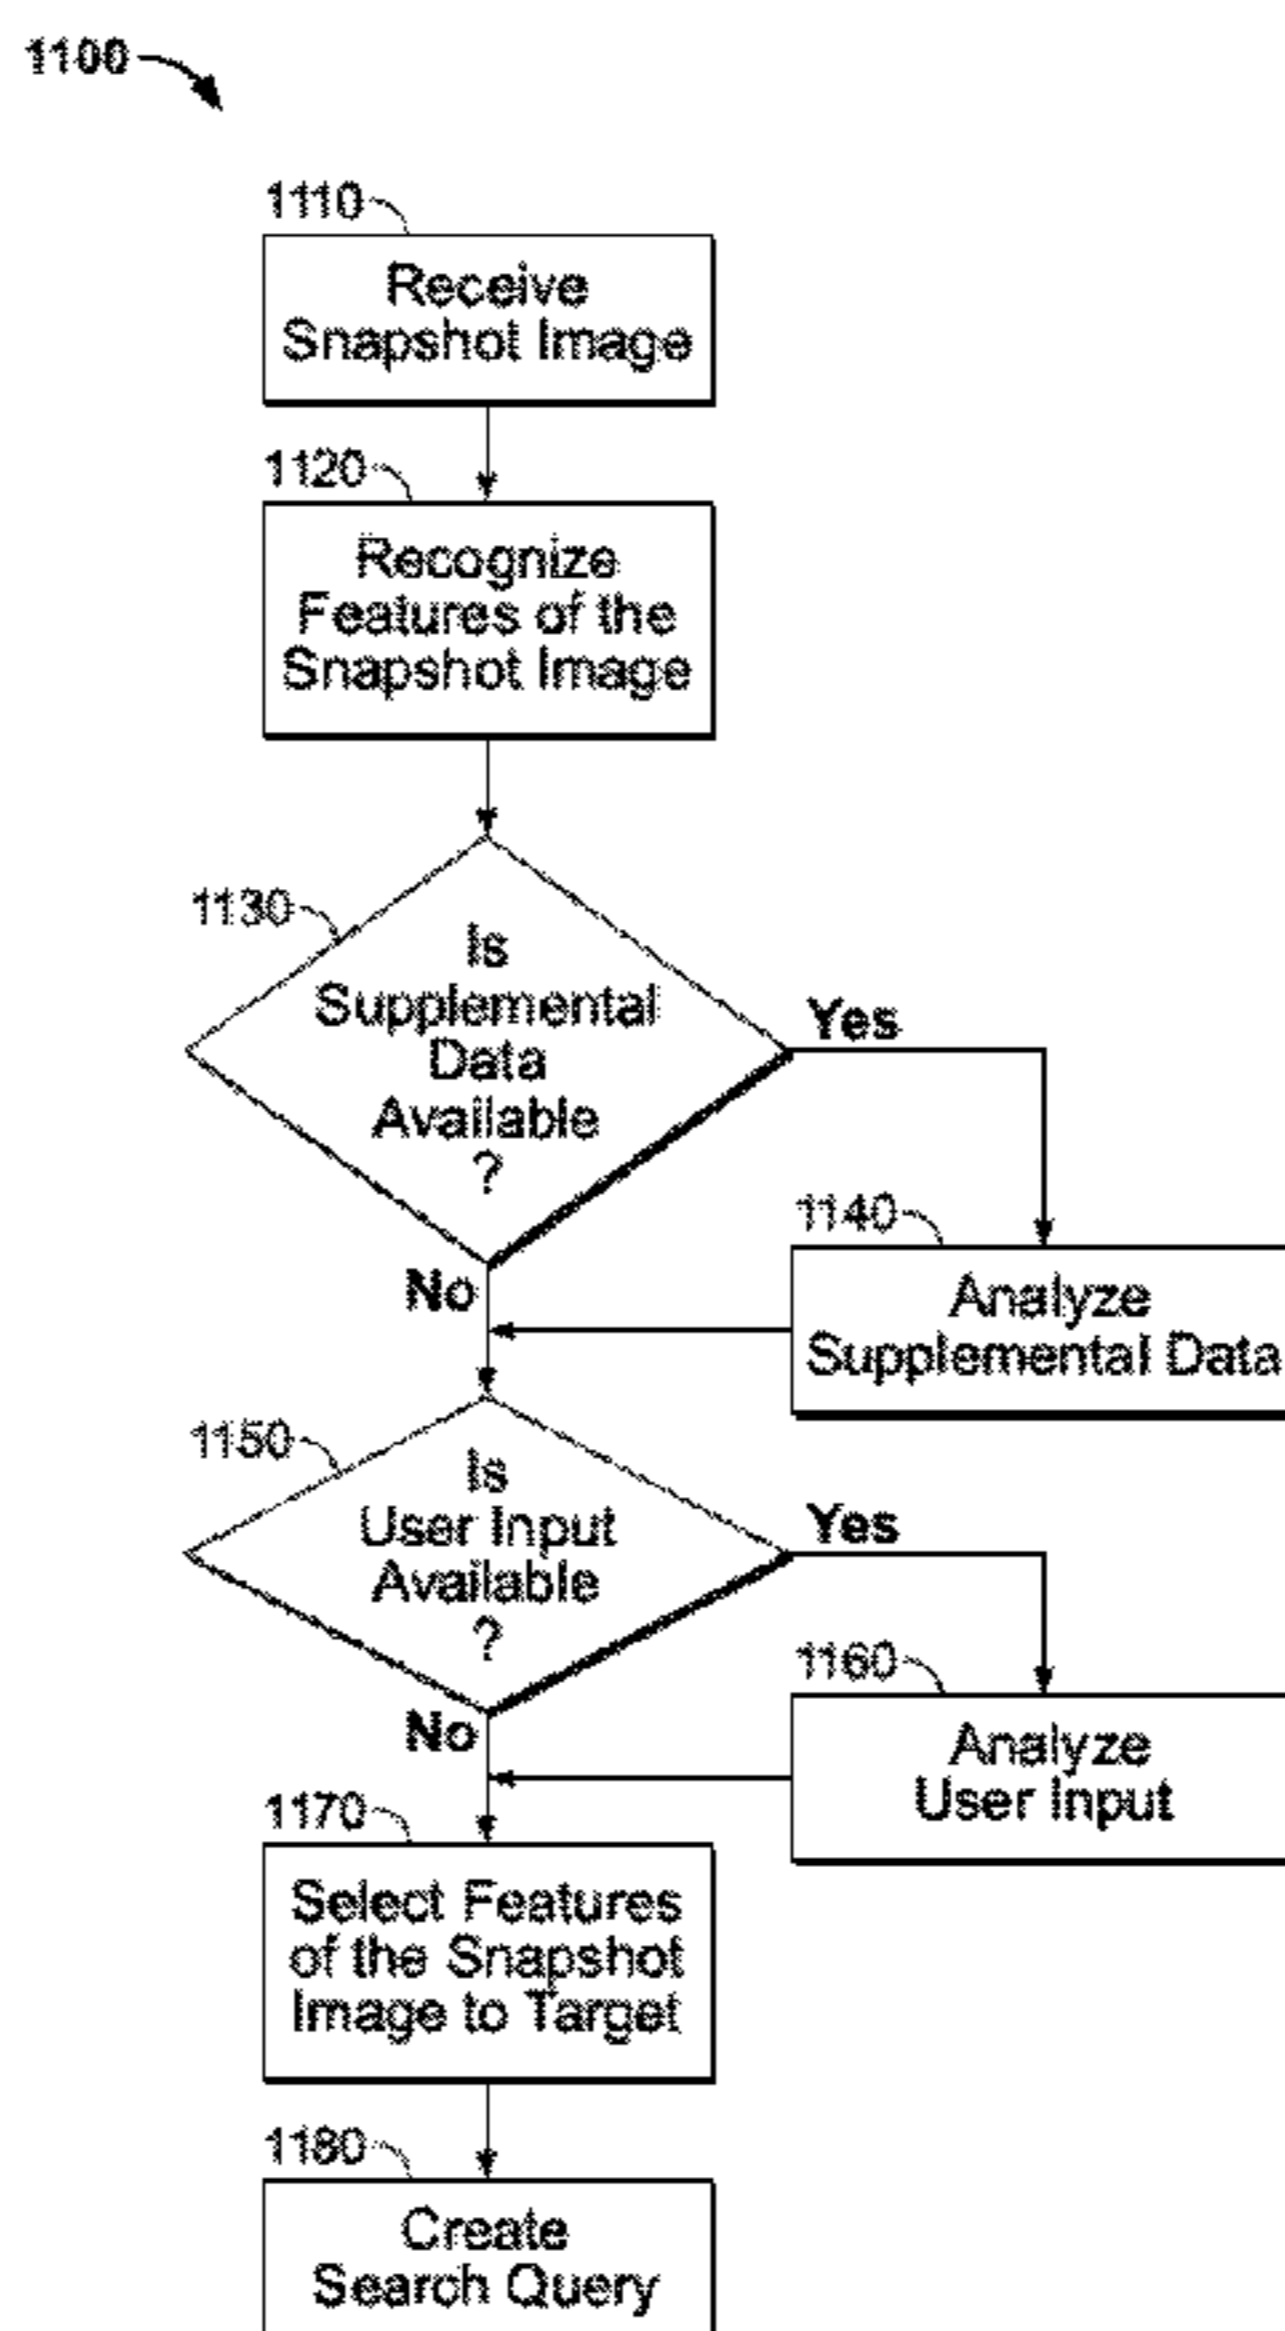 1100
1110
Receive
Snapshot Image
1120
Recognize
Features of the
Snapshot Image
1130
Is
Supplemental
Data
Available
?
Yes
No
1140
Analyze
Supplemental Data
1150
Is
User Input
Available
?
Yes
No
1160
Analyze
User Input
1170
Select Features
of the Snapshot
Image to Target
1180
Create
Search Query